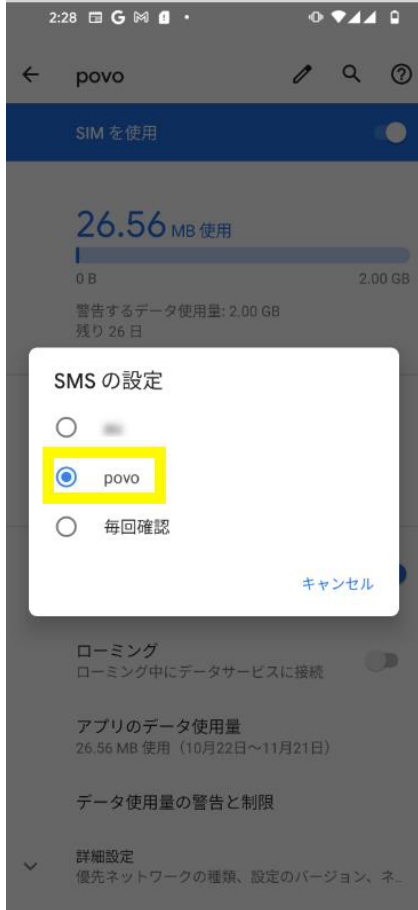 2:28
povo
SIM を使用
26.56 MB 使用
0 B
2.00 GB
警告するデータ使用量: 2.00 GB
残り 26 日
SMS の設定
povo
毎回確認
キャンセル
ローミング
ローミング中にデータサービスに接続
アプリのデータ使用量
26.56 MB 使用（10月22日～11月21日）
データ使用量の警告と制限
詳細設定
優先ネットワークの種類、設定のバージョン、ネ..